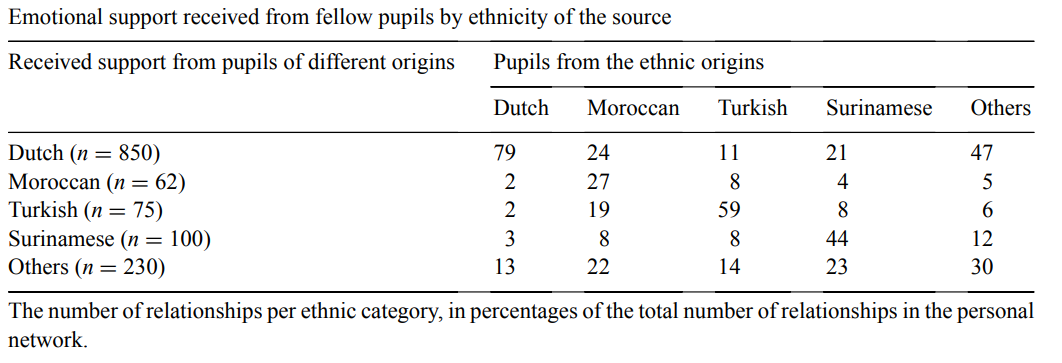 Emotional support received from fellow pupils by ethnicity of the source
Received support from pupils of different origins Pupils from the ethnic origins
Dutch Moroccan Turkish Surinamese Others
Dutch (n = 850) 79 24 11 21 47
Moroccan (n = 62) 2 27 8 4 5
Turkish (n = 75) 2 19 59 8 6
Surinamese (n = 100) 3 8 8 44 12
Others (n = 230) 13 22 14 23 30
The number of relationships per ethnic category, in percentages of the total number of relationships in the personal
network.